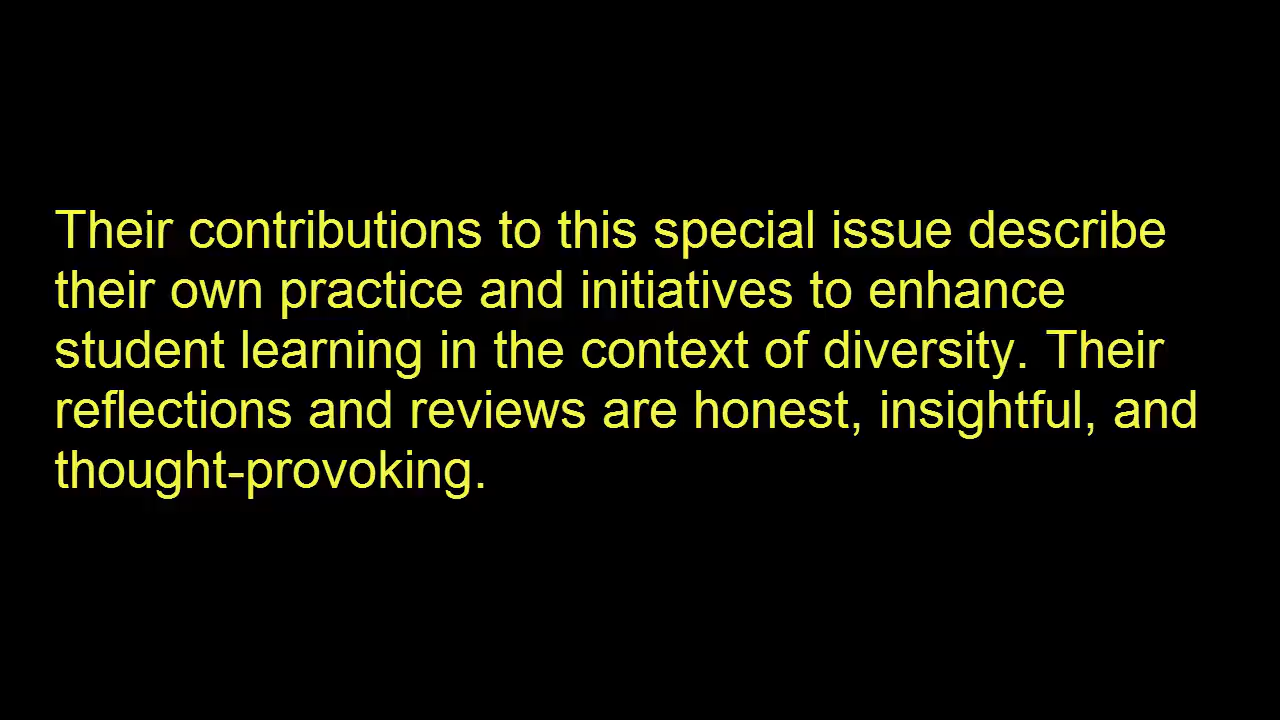 Their contributions to this special issue describe
their own practice and initiatives to enhance
student learning in the context of diversity. Their
reflections and reviews are honest, insightful, and
thought-provoking.